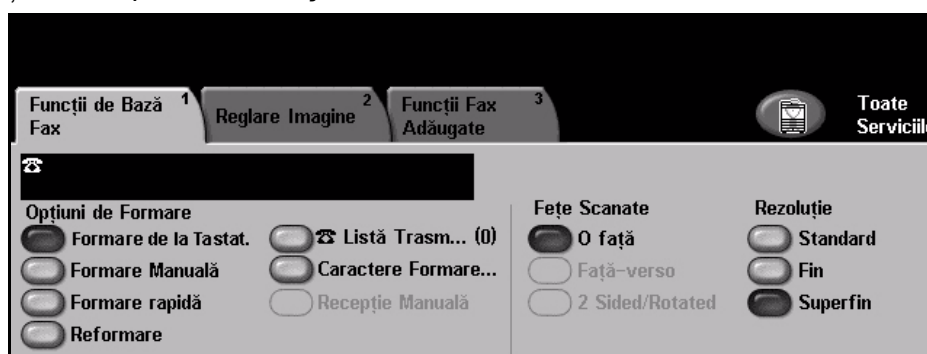 Funcții de Bază Fax 1
Reglare Imagine 2
Funcții Fax Adăugate 3
Toate Serviciile
☎
Opțiuni de Formare
Formare de la Tastat.
Formare Manuală
Formare rapidă
Reformare
☎ Listă Trasm... (0)
Caractere Formare...
Recepție Manuală
Fețe Scanate
O față
Față-verso
2 Sided/Rotated
Rezoluție
Standard
Fin
Superfin